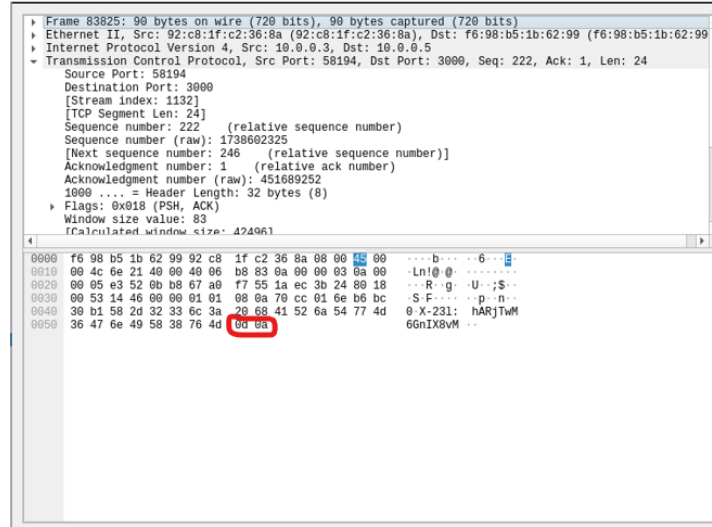 Frame 83825: 90 bytes on wire (720 bits), 90 bytes captured (720 bits)
Ethernet II, Src: 92:c8:1f:c2:36:8a (92:c8:1f:c2:36:8a), Dst: f6:98:b5:1b:62:99 (f6:98:b5:1b:62:99
Internet Protocol Version 4, Src: 10.0.0.3, Dst: 10.0.0.5
Transmission Control Protocol, Src Port: 58194, Dst Port: 3000, Seq: 222, Ack: 1, Len: 24
Source Port: 58194
Destination Port: 3000
[Stream index: 1132]
[TCP Segment Len: 24]
Sequence number: 222 (relative sequence number)
Sequence number (raw): 1738602325
[Next sequence number: 246 (relative sequence number)]
Acknowledgment number: 1 (relative ack number)
Acknowledgment number (raw): 451689252
1000 .... = Header Length: 32 bytes (8)
Flags: 0x018 (PSH, ACK)
Window size value: 83
[Calculated window size: 42496]
0000 f6 98 b5 1b 62 99 92 c8 1f c2 36 8a 08 00 45 00 ····b··· ··6···E·
0010 00 4c 6e 21 40 00 40 06 b8 83 0a 00 00 03 0a 00 ·Ln!@·@· ········
0020 00 05 e3 52 0b b8 67 a0 f7 55 1a ec 3b 24 80 18 ···R··g· ·U··;$··
0030 00 53 14 46 00 00 01 01 08 0a 70 cc 01 6e b6 bc ·S·F···· ··p··n··
0040 30 b1 58 2d 32 33 6c 3a 20 68 41 52 6a 54 77 4d 0·X-23l: hARjTwM
0050 36 47 6e 49 58 38 76 4d 0d 0a 6GnIX8vM ··